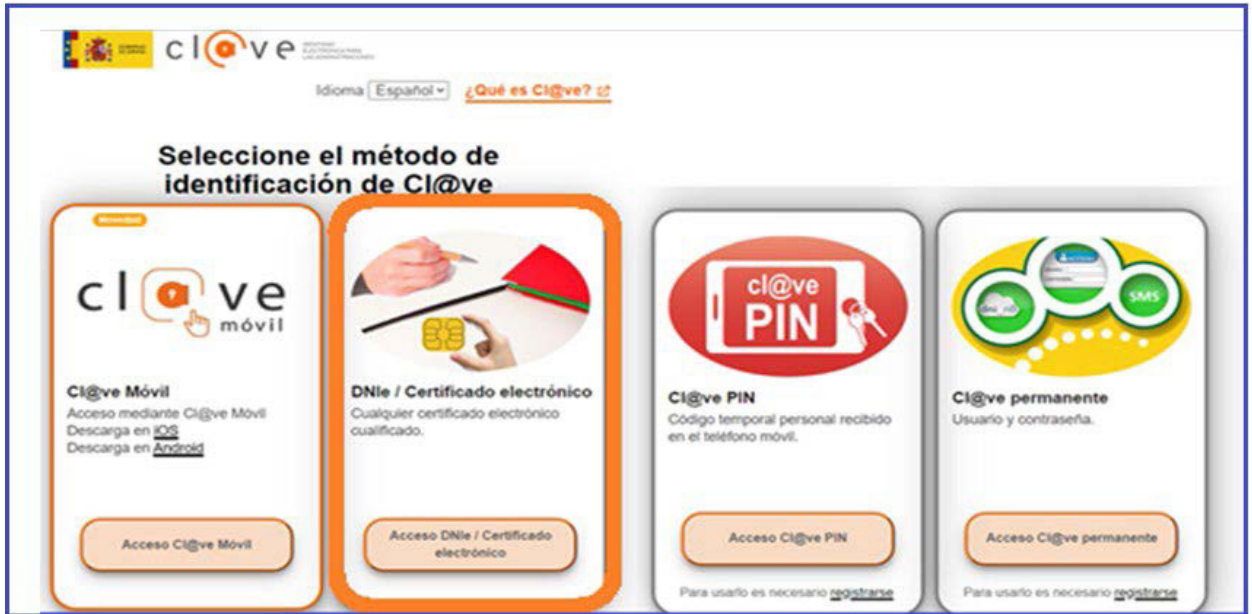 cl@ve
Idioma Español ¿Qué es Cl@ve?
Seleccione el método de
identificación de Cl@ve
Novedad
cl@ve
móvil
Cl@ve Móvil
Acceso mediante Cl@ve Móvil
Descarga en iOS
Descarga en Android
Acceso Cl@ve Móvil
DNIe / Certificado electrónico
Cualquier certificado electrónico
cualificado.
Acceso DNIe / Certificado
electrónico
cl@ve
PIN
Cl@ve PIN
Código temporal personal recibido
en el teléfono móvil.
Acceso Cl@ve PIN
Para usarlo es necesario registrarse
SMS
Cl@ve permanente
Usuario y contraseña.
Acceso Cl@ve permanente
Para usarlo es necesario registrarse